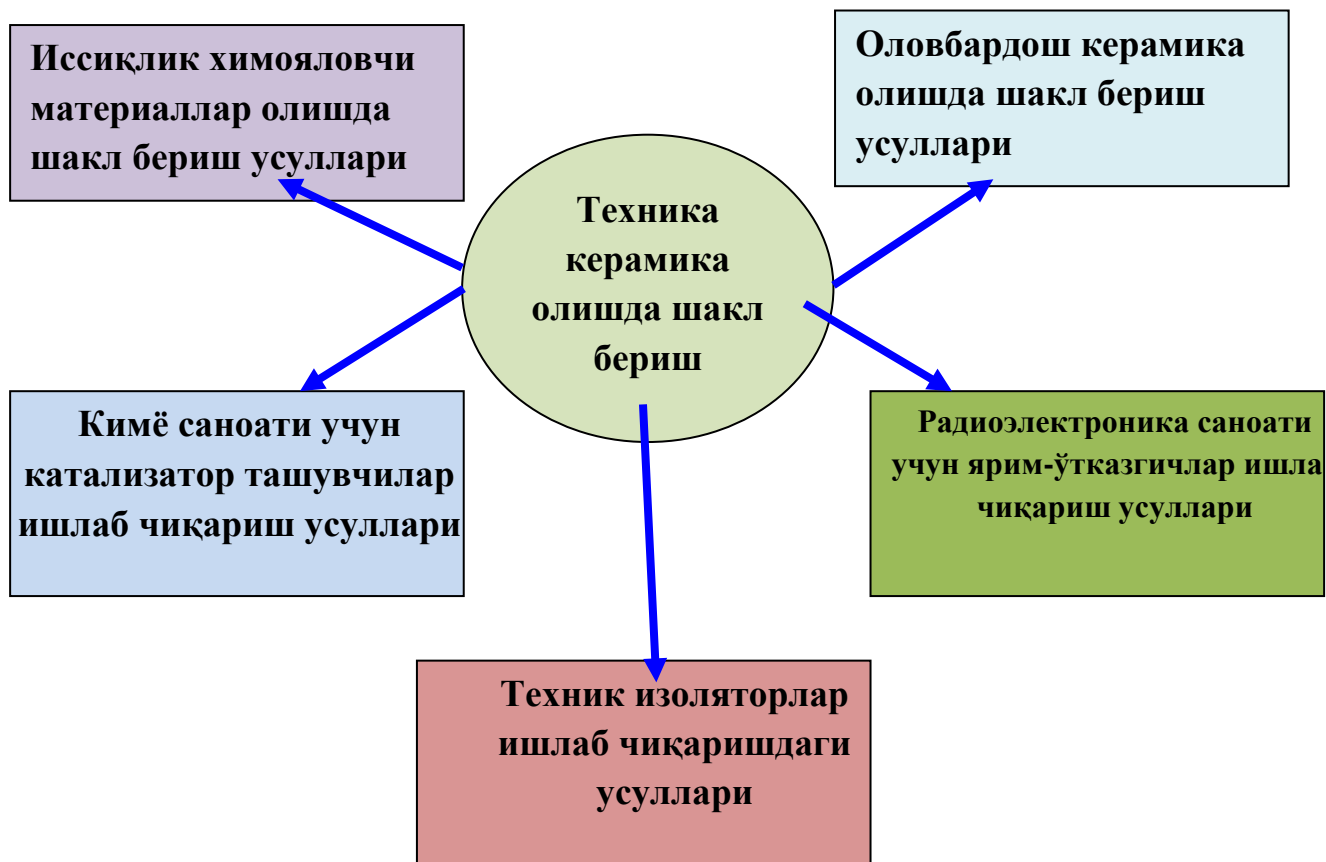 Иссиқлик химояловчи
материаллар олишда
шакл бериш усуллари
Оловбардош керамика
олишда шакл бериш
усуллари
Техника
керамика
олишда шакл
бериш
Кимё саноати учун
катализатор ташувчилар
ишлаб чиқариш усуллари
Радиоэлектроника саноати
учун ярим-ўтказгичлар ишла
чиқариш усуллари
Техник изоляторлар
ишлаб чиқаришдаги
усуллари